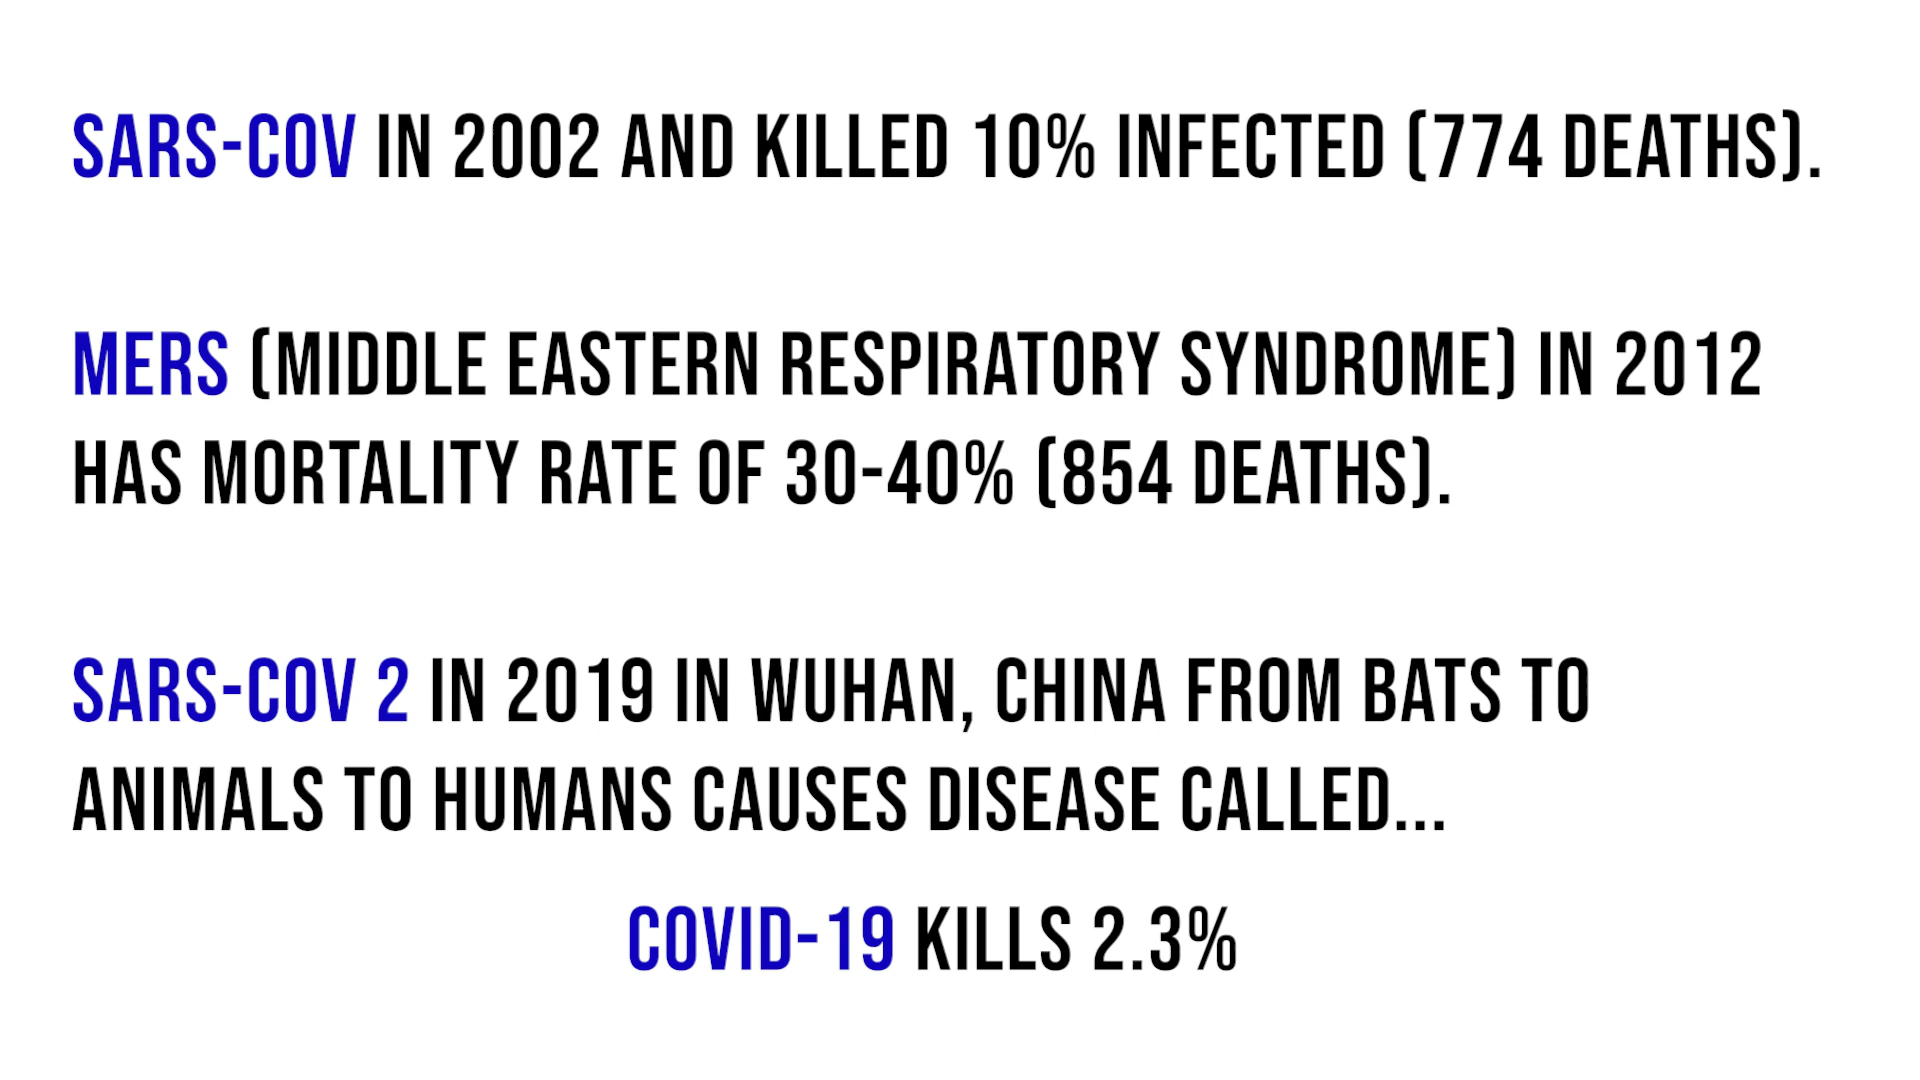 SARS-COV IN 2002 AND KILLED 10% INFECTED (774 DEATHS).
MERS (MIDDLE EASTERN RESPIRATORY SYNDROME) IN 2012
HAS MORTALITY RATE OF 30-40% (854 DEATHS).
SARS-COV 2 IN 2019 IN WUHAN, CHINA FROM BATS TO
ANIMALS TO HUMANS CAUSES DISEASE CALLED...
COVID-19 KILLS 2.3%